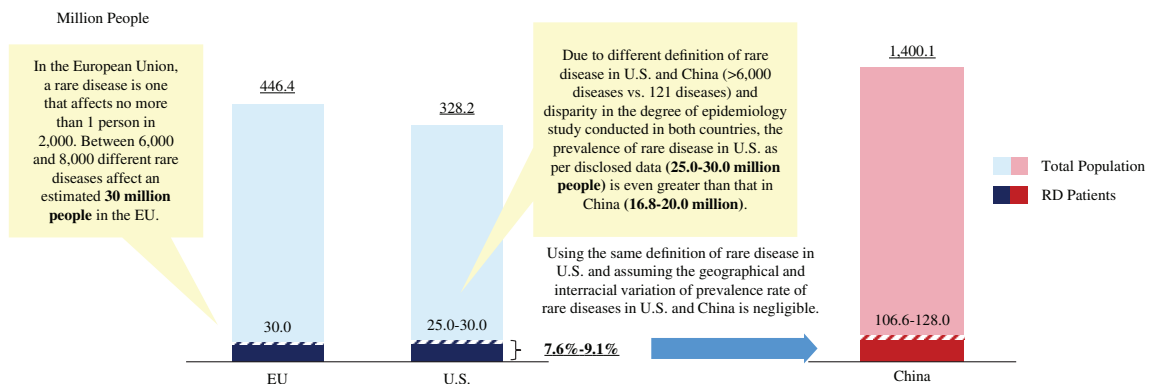 Million People
In the European Union,
a rare disease is one
that affects no more
than 1 person in
2,000. Between 6,000
and 8,000 different rare
diseases affect an
estimated 30 million
people in the EU.
446.4
328.2
Due to different definition of rare
disease in U.S. and China (>6,000
diseases vs. 121 diseases) and
disparity in the degree of epidemiology
study conducted in both countries, the
prevalence of rare disease in U.S. as
per disclosed data (25.0-30.0 million
people) is even greater than that in
China (16.8-20.0 million).
1,400.1
Total Population
RD Patients
Using the same definition of rare disease in
U.S. and assuming the geographical and
interracial variation of prevalence rate of
rare diseases in U.S. and China is negligible.
30.0
25.0-30.0
106.6-128.0
7.6%-9.1%
EU
U.S.
China